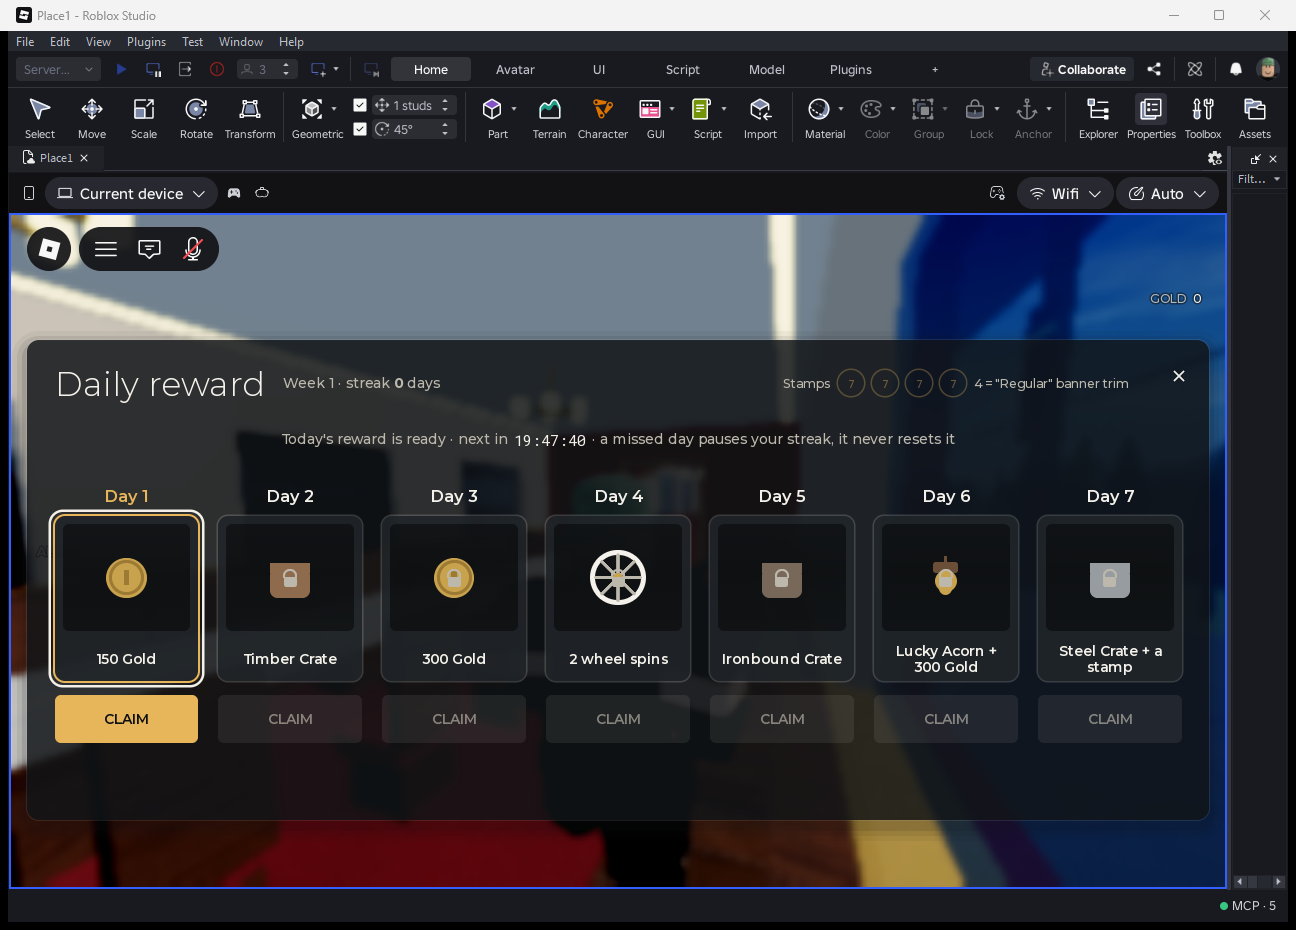 Place1 - Roblox Studio
File Edit View Plugins Test Window Help
Server... 3 Home Avatar UI Script Model Plugins + Collaborate
1 studs
45°
Select Move Scale Rotate Transform Geometric Part Terrain Character GUI Script Import Material Color Group Lock Anchor Explorer Properties Toolbox Assets
Place1
Filt...
Current device Wifi Auto
GOLD 0
Daily reward Week 1 · streak 0 days Stamps 7 7 7 7 4 = "Regular" banner trim
Today's reward is ready · next in 19:47:40 · a missed day pauses your streak, it never resets it
Day 1 Day 2 Day 3 Day 4 Day 5 Day 6 Day 7
150 Gold Timber Crate 300 Gold 2 wheel spins Ironbound Crate Lucky Acorn + 300 Gold Steel Crate + a stamp
CLAIM CLAIM CLAIM CLAIM CLAIM CLAIM CLAIM
MCP · 5